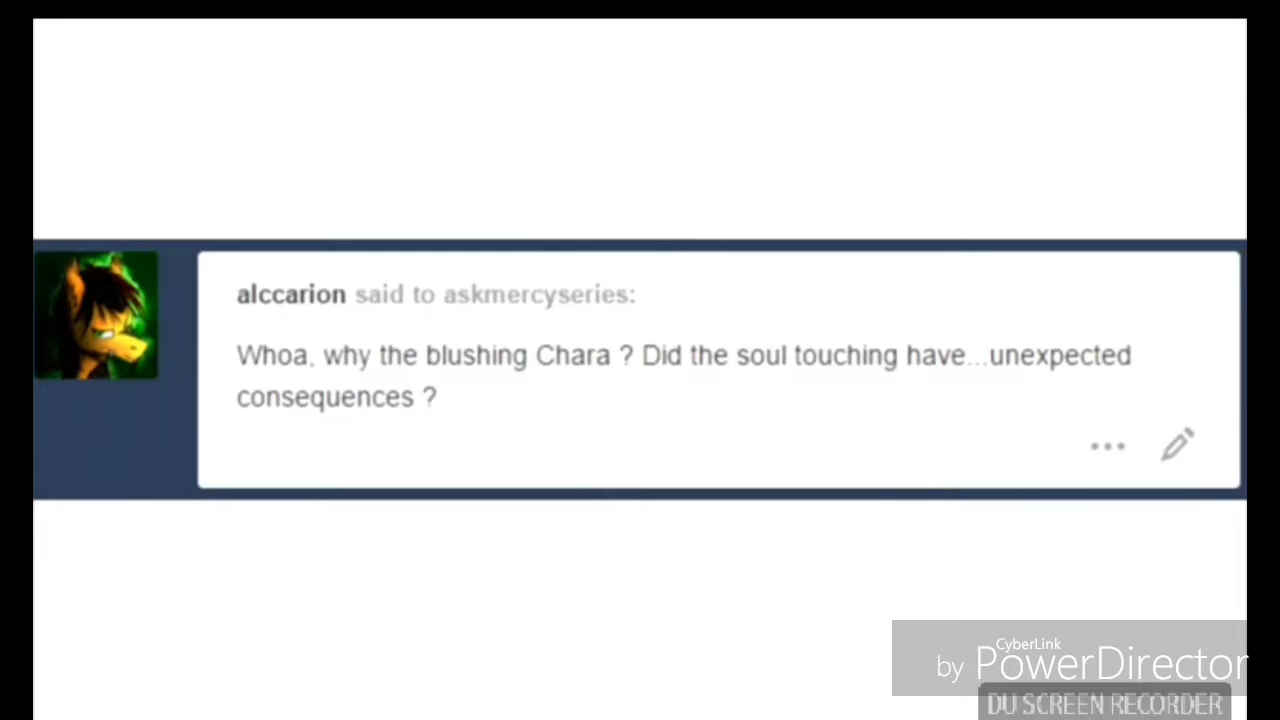 alccarion said to askmercyseries:
Whoa, why the blushing Chara ? Did the soul touching have...unexpected
consequences ?
CyberLink
by PowerDirector
DU SCREEN RECORDER